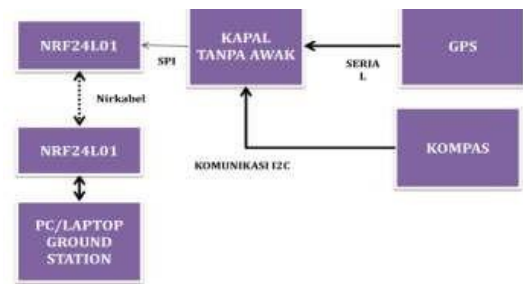 NRF24L01
SPI
KAPAL
TANPA AWAK
SERIA
L
GPS
Nirkabel
NRF24L01
KOMUNIKASI I2C
KOMPAS
PC/LAPTOP
GROUND
STATION